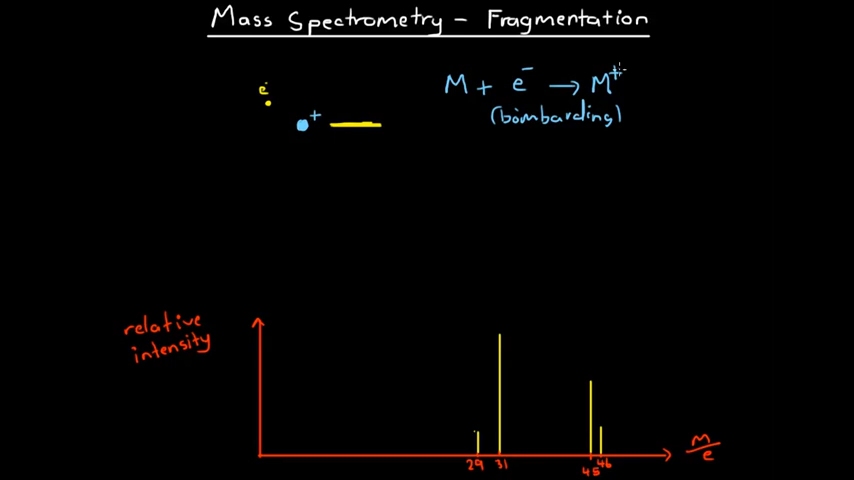 Mass Spectrometry - Fragmentation
e⁻
+
M + e⁻ → M⁺
(bombarding)
relative
intensity
29 31 45 46
M/e